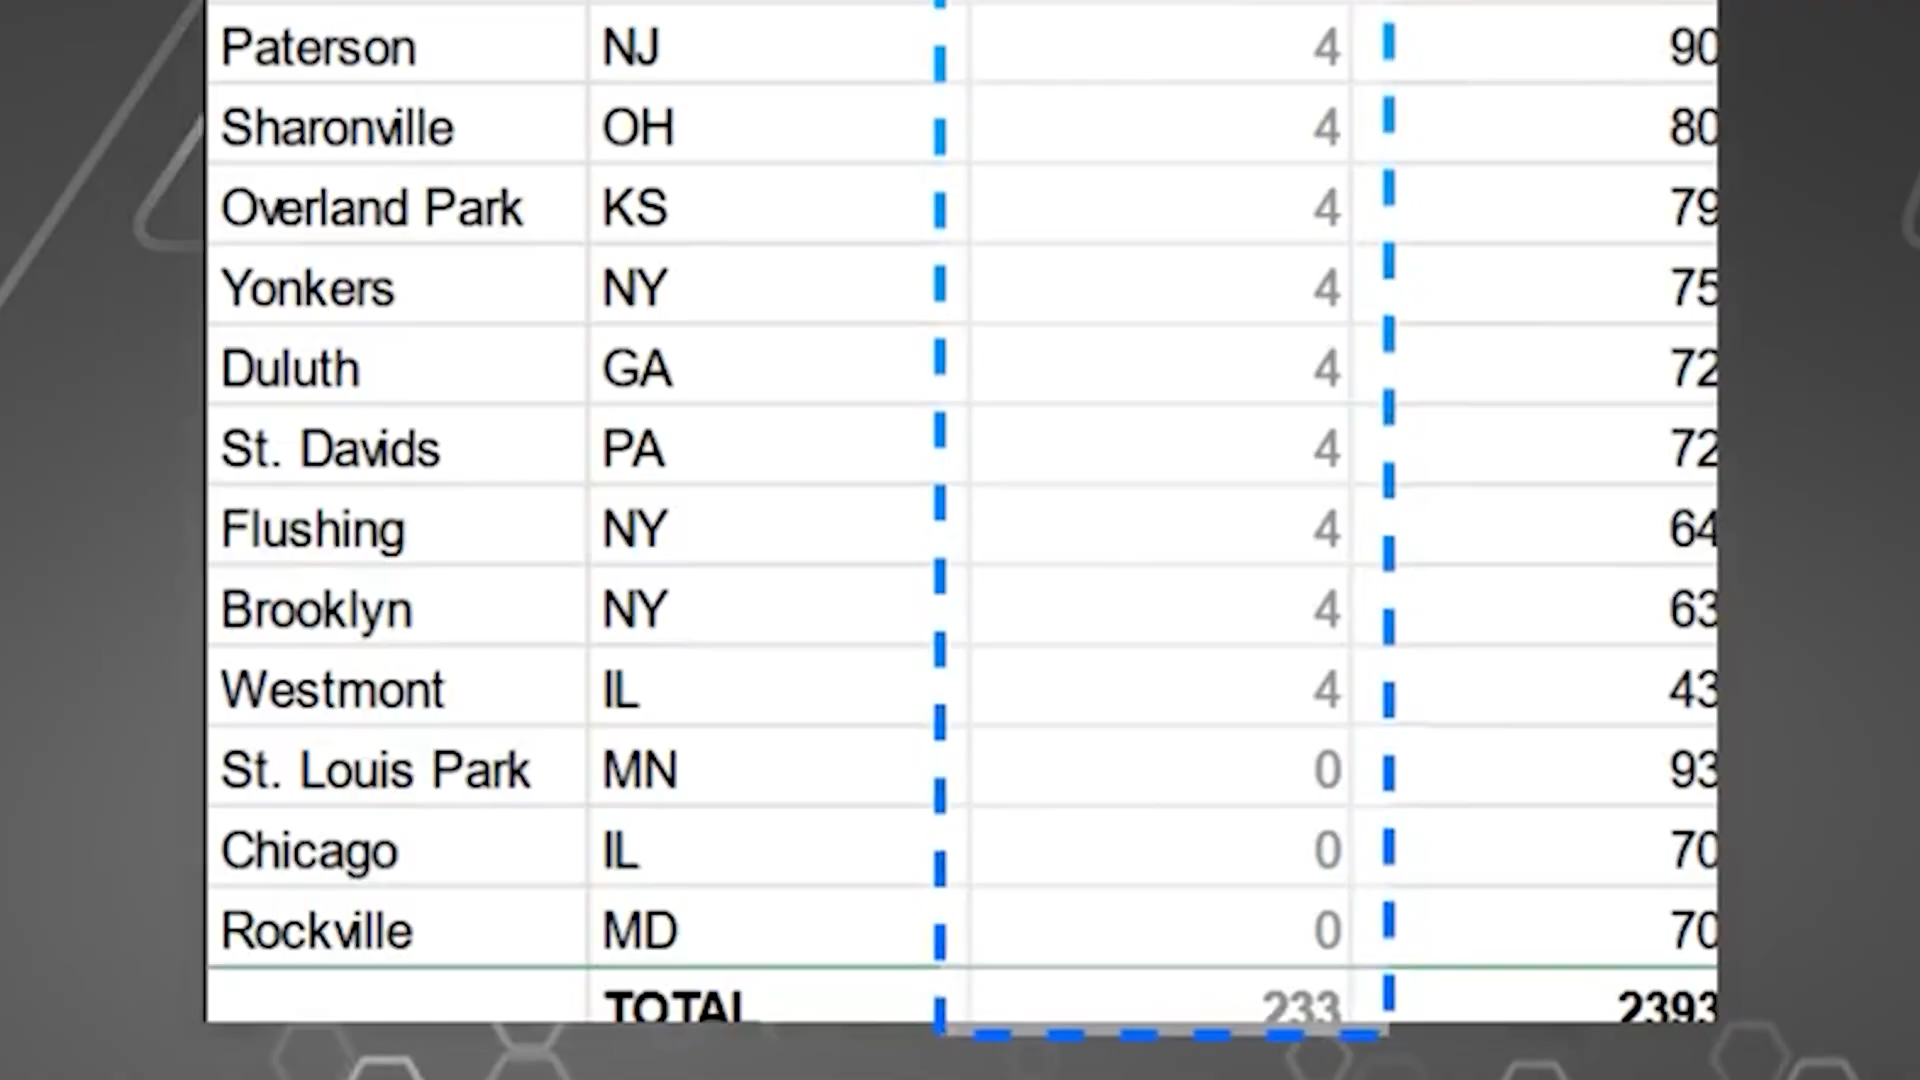 Paterson NJ 4 90
Sharonville OH 4 80
Overland Park KS 4 79
Yonkers NY 4 75
Duluth GA 4 72
St. Davids PA 4 72
Flushing NY 4 64
Brooklyn NY 4 63
Westmont IL 4 43
St. Louis Park MN 0 93
Chicago IL 0 70
Rockville MD 0 70
TOTAL 233 2393